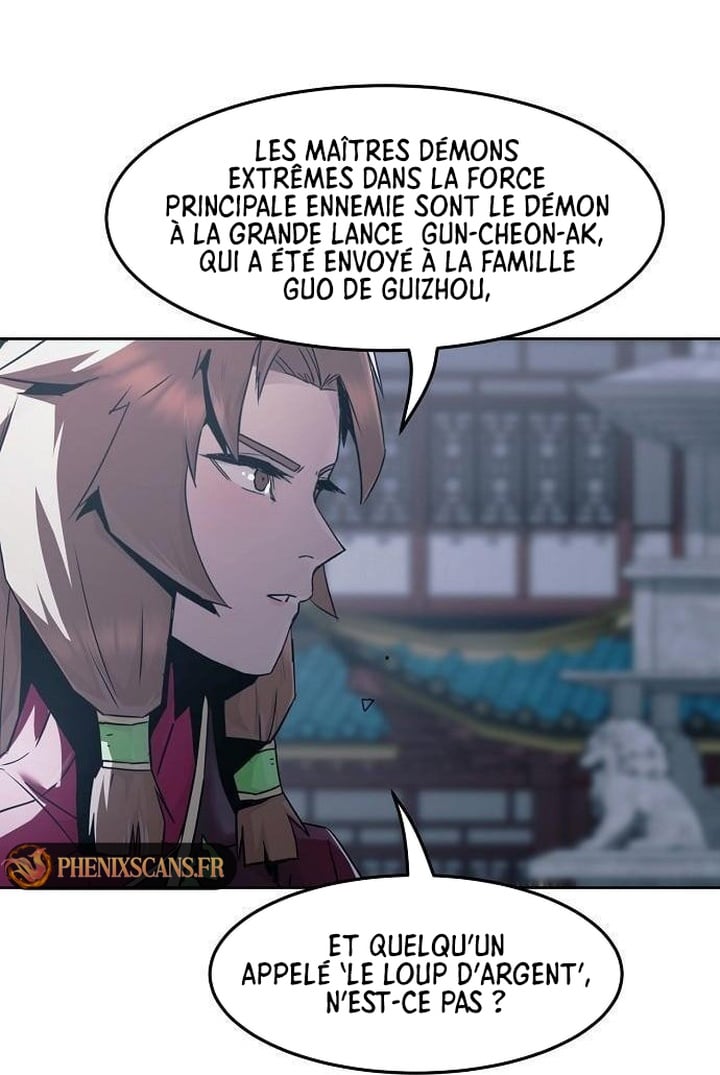 LES MAÎTRES DÉMONS
EXTRÊMES DANS LA FORCE
PRINCIPALE ENNEMIE SONT LE DÉMON
À LA GRANDE LANCE GUN-CHEON-AK,
QUI A ÉTÉ ENVOYÉ À LA FAMILLE
GUO DE GUIZHOU,
PHENIXSCANS.FR
ET QUELQU'UN
APPELÉ 'LE LOUP D'ARGENT',
N'EST-CE PAS ?